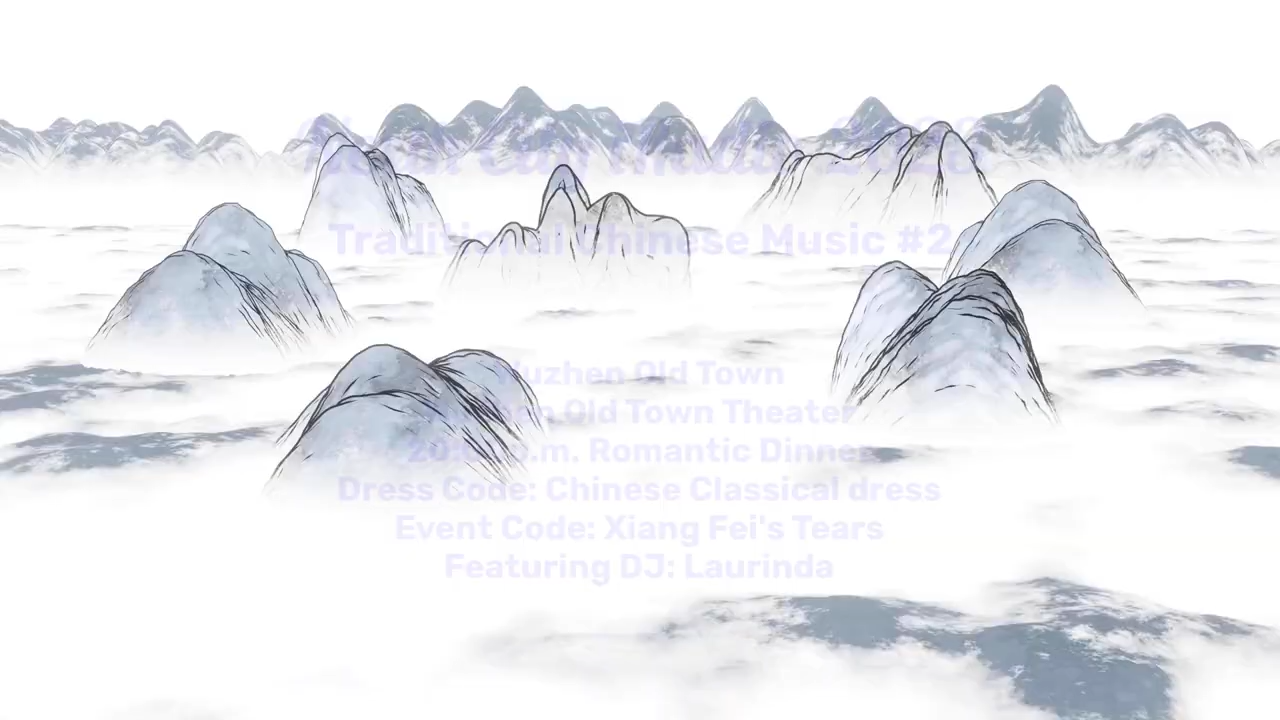 Traditional Chinese Music #2
Wuzhen Old Town
Wuzhen Old Town Theater
p.m. Romantic Dinner
Dress Code: Chinese Classical dress
Event Code: Xiang Fei's Tears
Featuring DJ: Laurinda